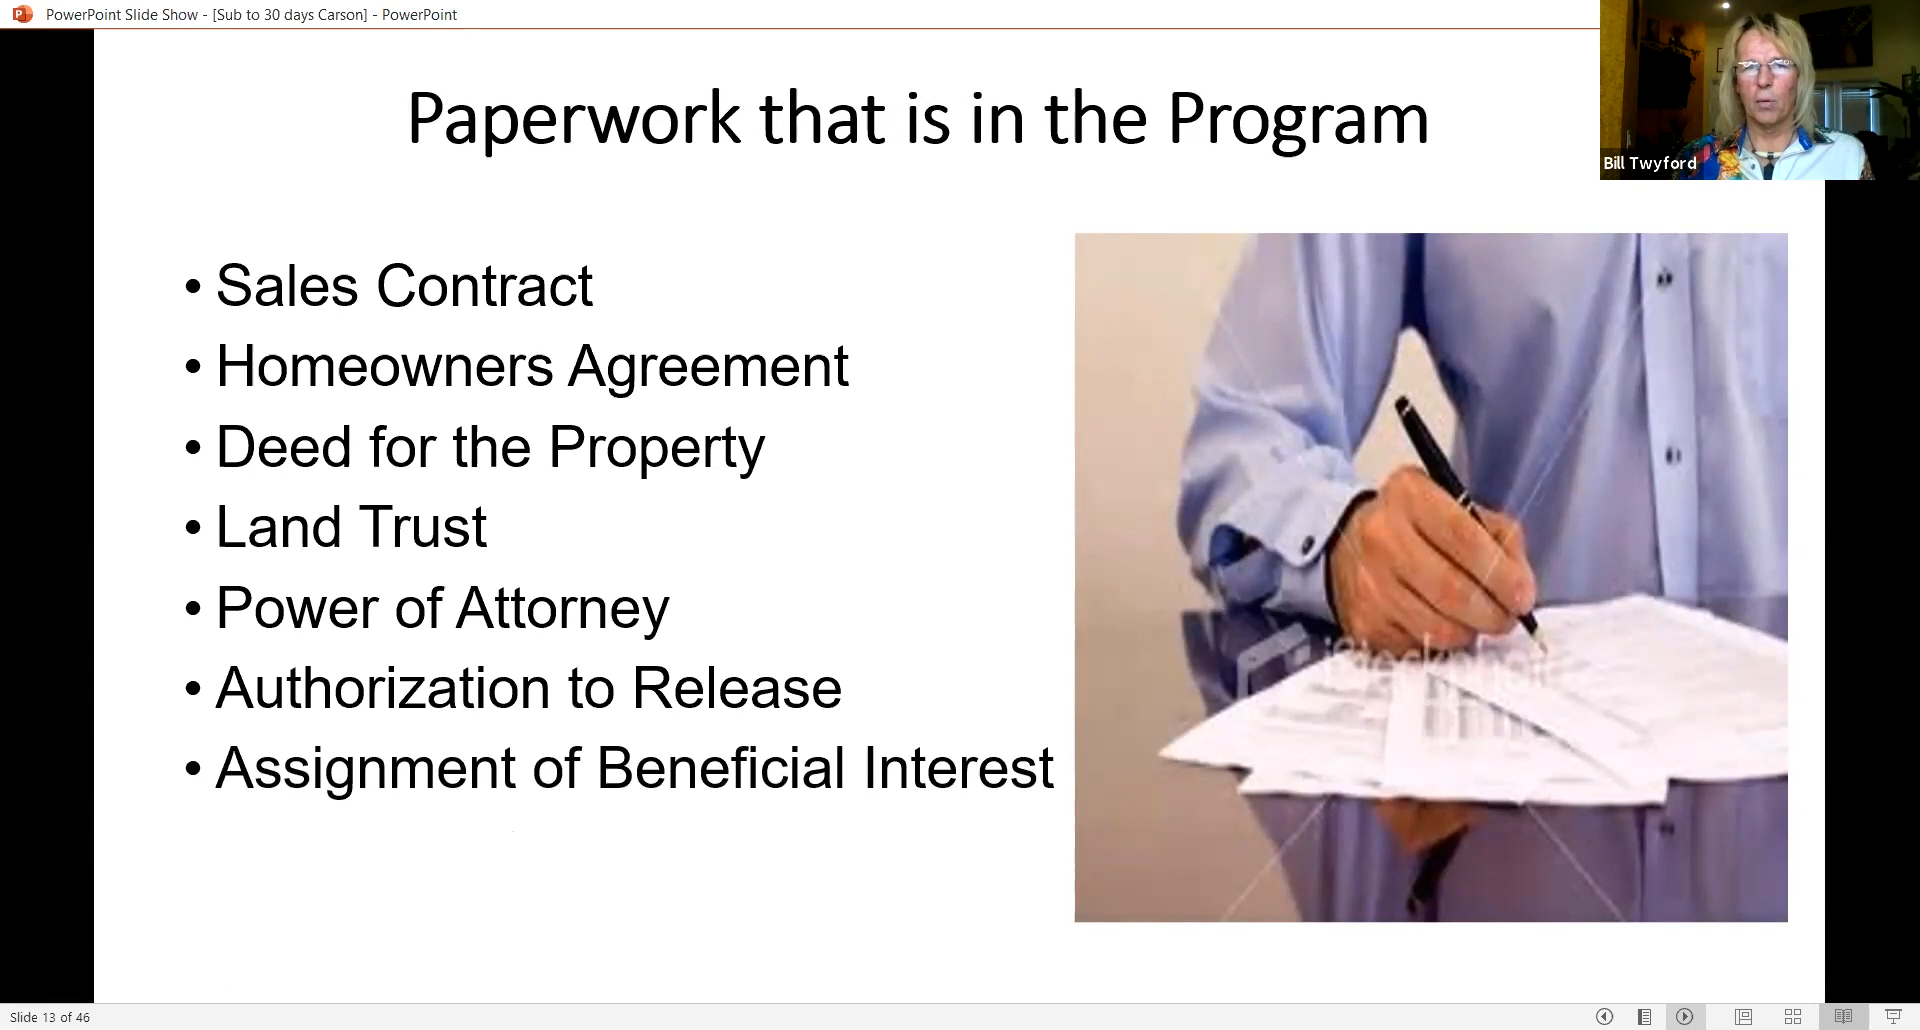 PowerPoint Slide Show - [Sub to 30 days Carson] - PowerPoint
Bill Twyford
Paperwork that is in the Program
• Sales Contract
• Homeowners Agreement
• Deed for the Property
• Land Trust
• Power of Attorney
• Authorization to Release
• Assignment of Beneficial Interest
Slide 13 of 46